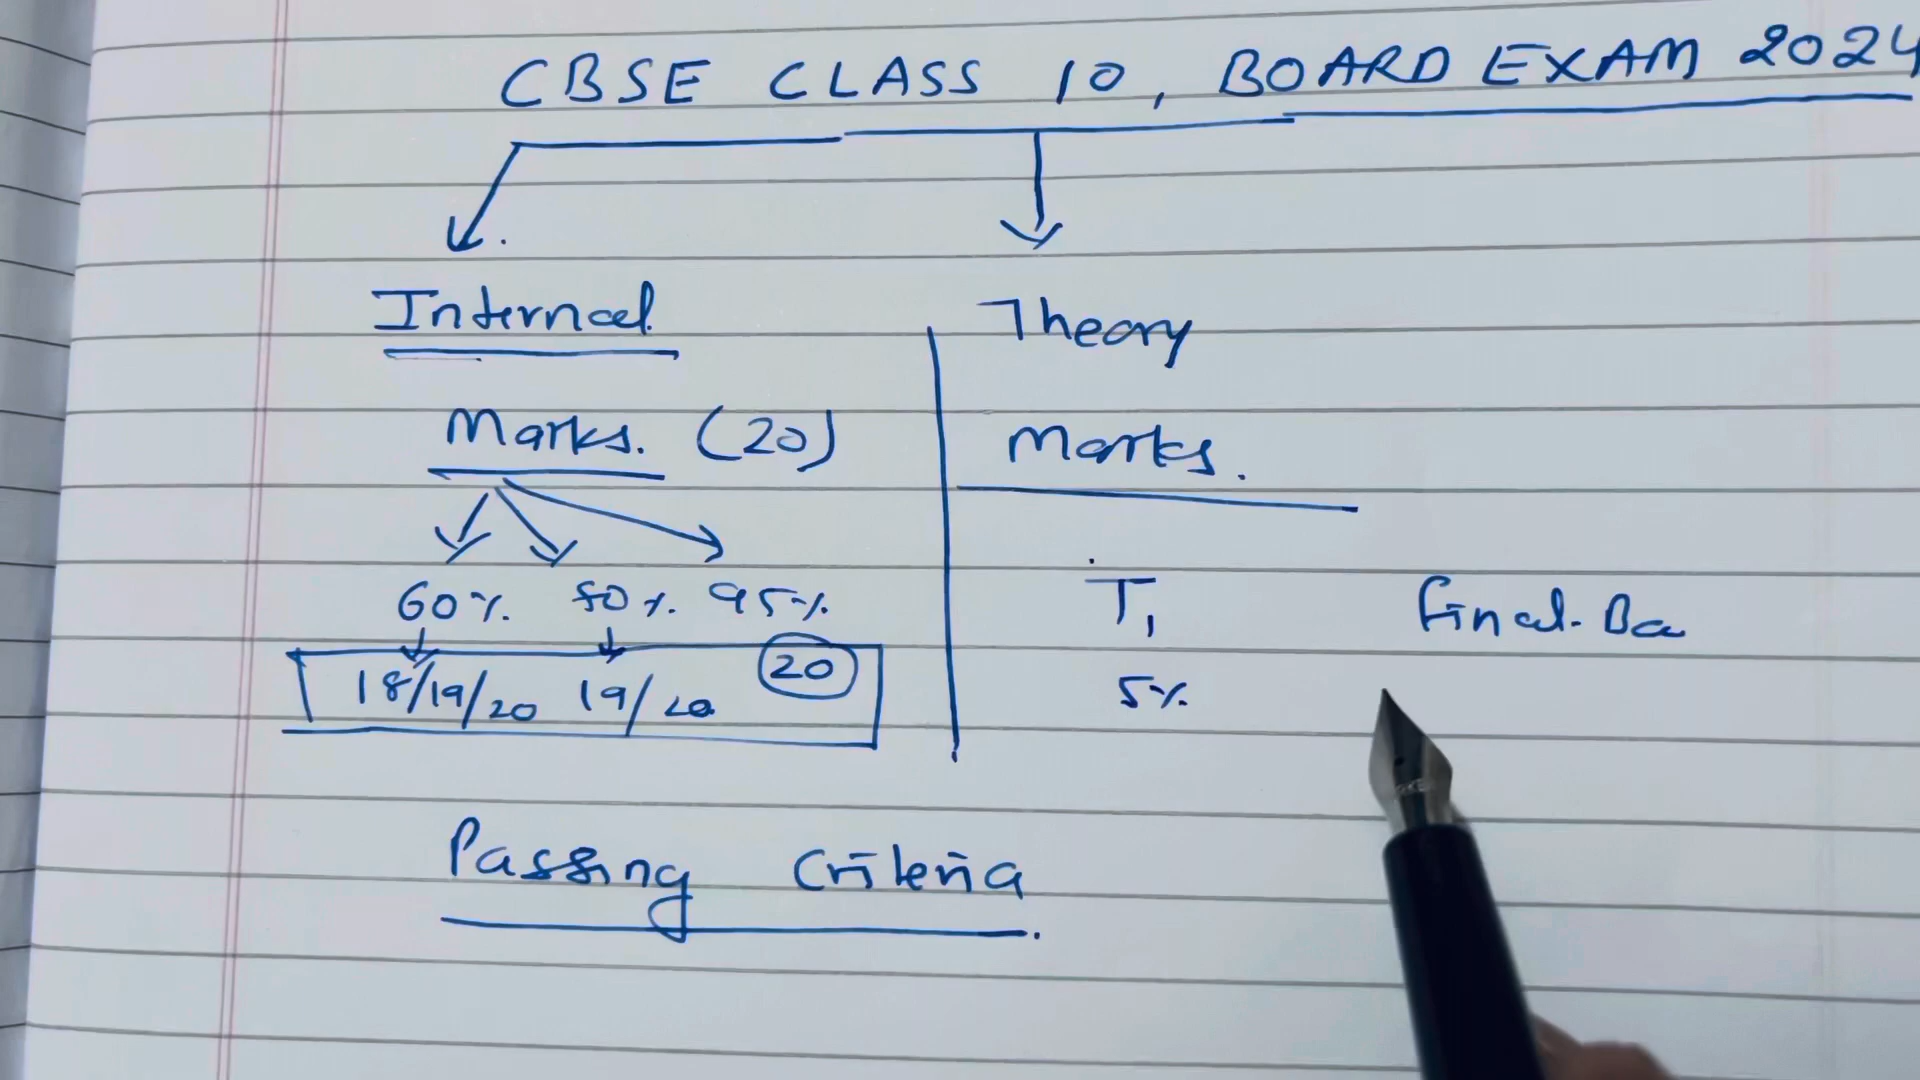 CBSE CLASS 10, BOARD EXAM 2024
Internal
Theory
Marks. (20)
Marks.
60% 80% 95%
18/19/20 19/20 20
T1 Final. Ba
5%
Passing Criteria.